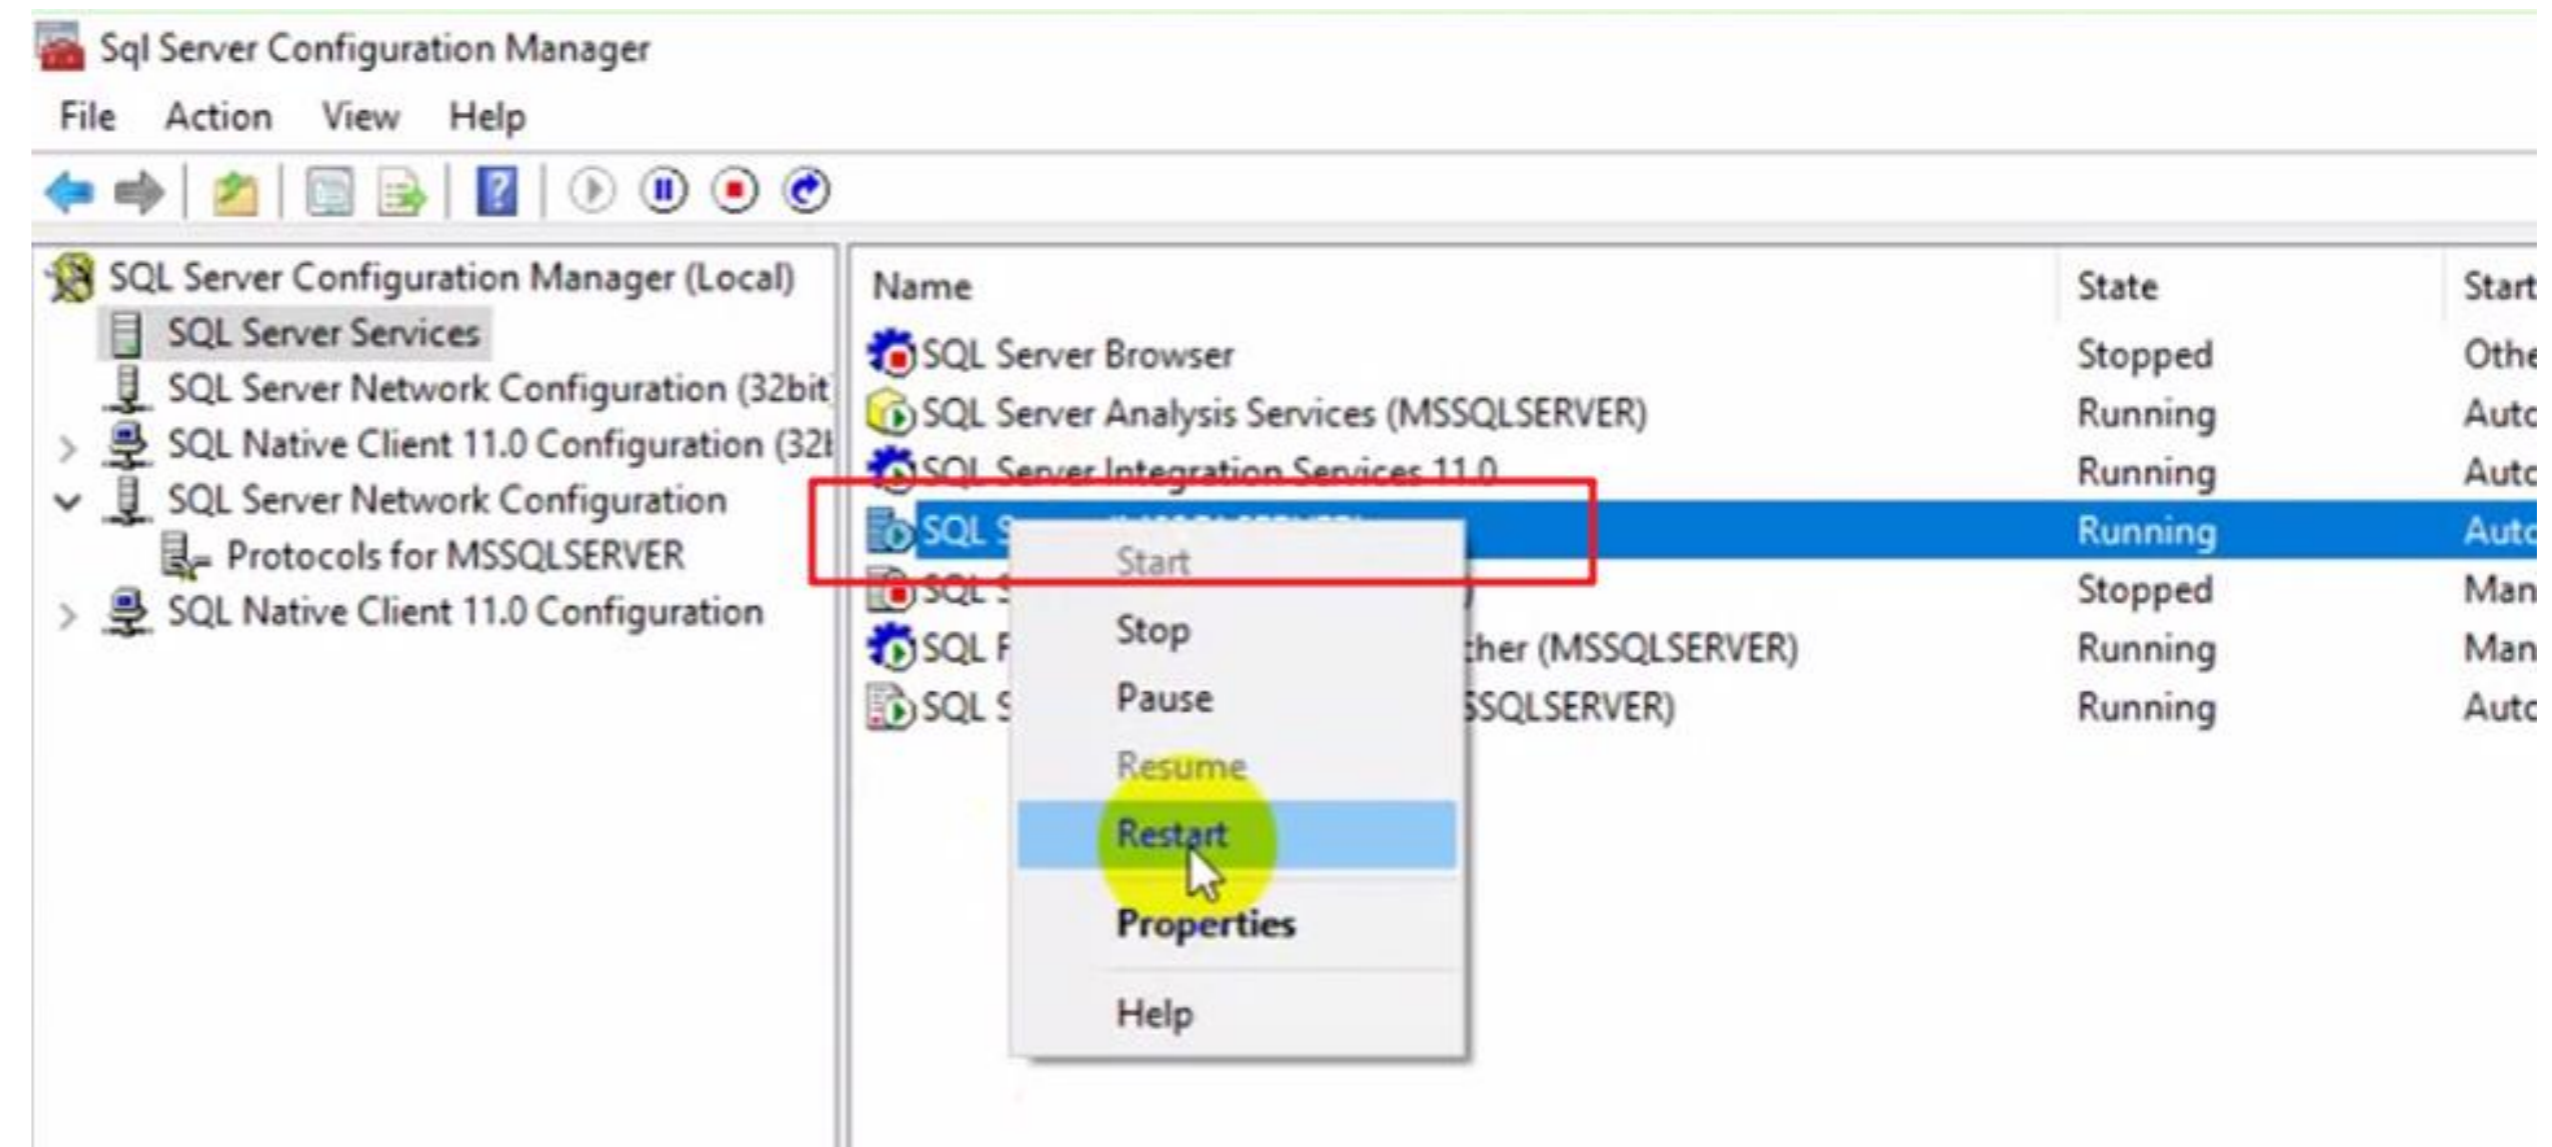 Sql Server Configuration Manager
File Action View Help
SQL Server Configuration Manager (Local)
SQL Server Services
SQL Server Network Configuration (32bit
SQL Native Client 11.0 Configuration (32
SQL Server Network Configuration
Protocols for MSSQLSERVER
SQL Native Client 11.0 Configuration
Name State Start
SQL Server Browser Stopped Othe
SQL Server Analysis Services (MSSQLSERVER) Running Auto
SQL Server Integration Services 11.0 Running Auto
SQL S Running Auto
SQL S Stopped Man
SQL F ther (MSSQLSERVER) Running Man
SQL S SSQLSERVER) Running Auto
Start
Stop
Pause
Resume
Restart
Properties
Help